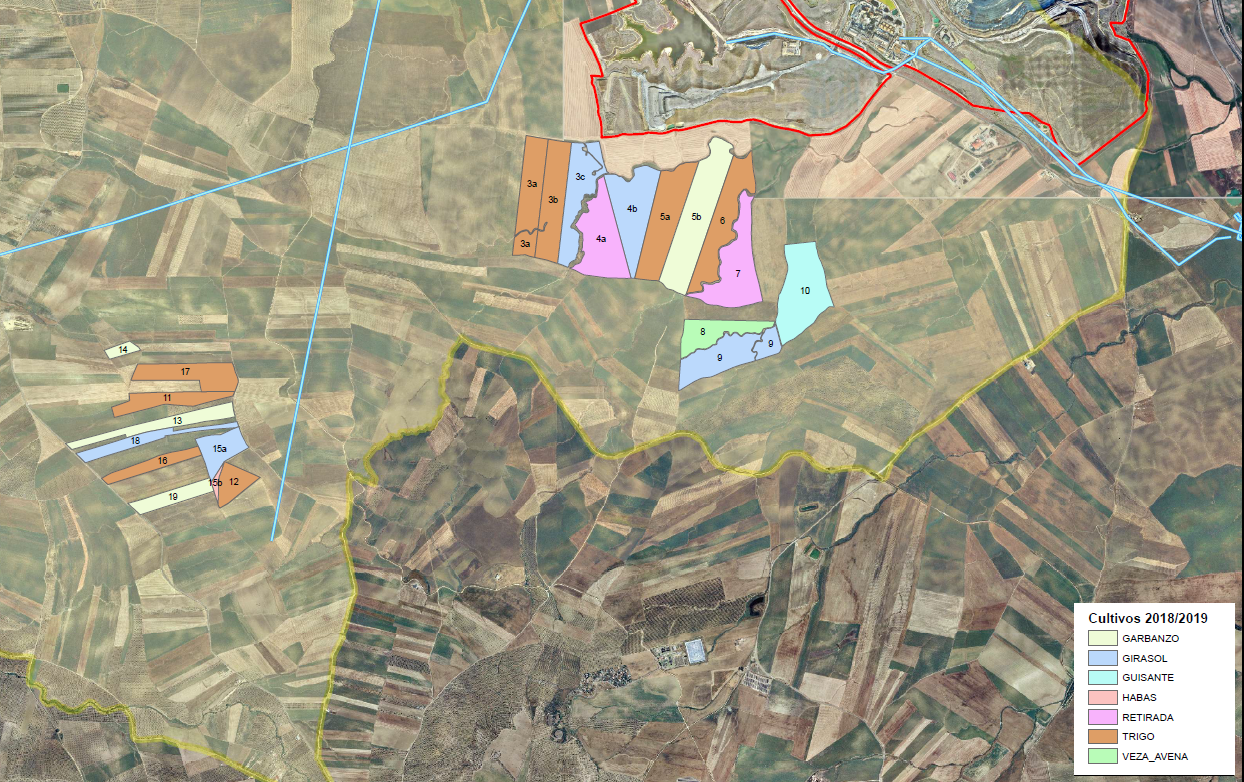 3a
3b
3c
4b
5a
5b
6
3a
4a
7
10
8
9
9
14
17
11
13
18
15a
16
15b
12
19
Cultivos 2018/2019
GARBANZO
GIRASOL
GUISANTE
HABAS
RETIRADA
TRIGO
VEZA_AVENA